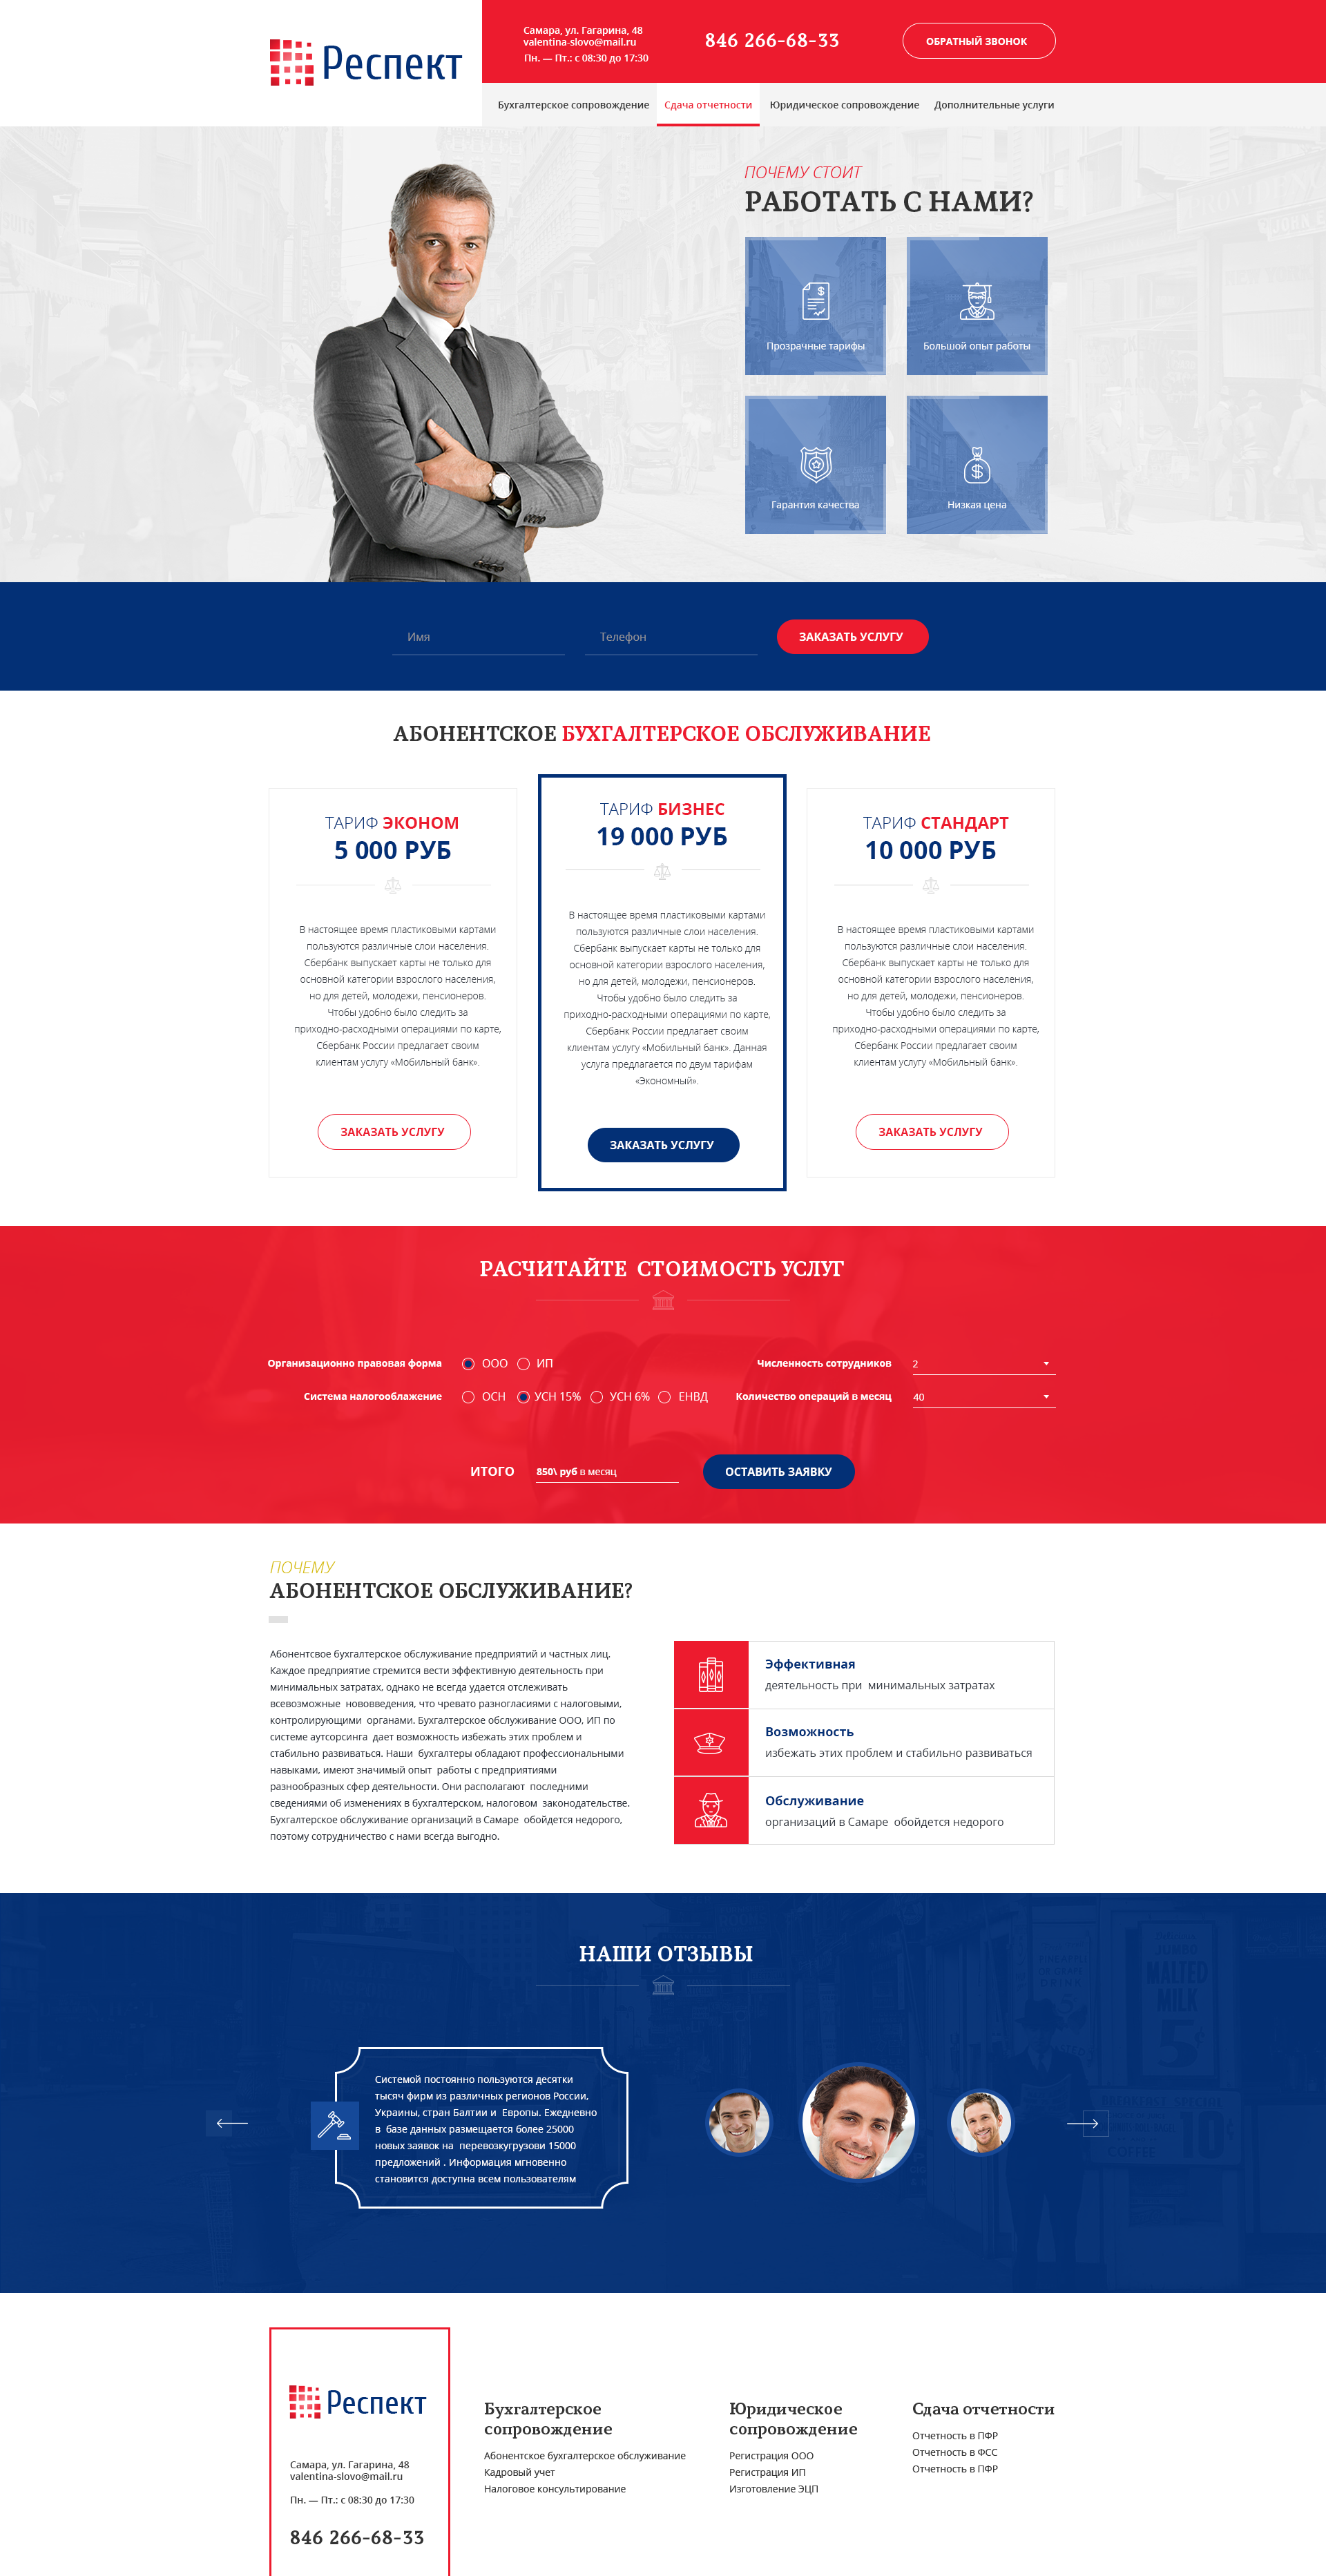 Респект
Самара, ул. Гагарина, 48
valentina-slovo@mail.ru
Пн. — Пт.: с 08:30 до 17:30
846 266-68-33
ОБРАТНЫЙ ЗВОНОК
Бухгалтерское сопровождение
Сдача отчетности
Юридическое сопровождение
Дополнительные услуги
ПОЧЕМУ СТОИТ
РАБОТАТЬ С НАМИ?
Прозрачные тарифы
Большой опыт работы
Гарантия качества
Низкая цена
Имя
Телефон
ЗАКАЗАТЬ УСЛУГУ
АБОНЕНТСКОЕ БУХГАЛТЕРСКОЕ ОБСЛУЖИВАНИЕ
ТАРИФ ЭКОНОМ
5 000 РУБ
В настоящее время пластиковыми картами
пользуются различные слои населения.
Сбербанк выпускает карты не только для
основной категории взрослого населения,
но для детей, молодежи, пенсионеров.
Чтобы удобно было следить за
приходно-расходными операциями по карте,
Сбербанк России предлагает своим
клиентам услугу «Мобильный банк».
ЗАКАЗАТЬ УСЛУГУ
ТАРИФ БИЗНЕС
19 000 РУБ
В настоящее время пластиковыми картами
пользуются различные слои населения.
Сбербанк выпускает карты не только для
основной категории взрослого населения,
но для детей, молодежи, пенсионеров.
Чтобы удобно было следить за
приходно-расходными операциями по карте,
Сбербанк России предлагает своим
клиентам услугу «Мобильный банк». Данная
услуга предлагается по двум тарифам
«Экономный».
ЗАКАЗАТЬ УСЛУГУ
ТАРИФ СТАНДАРТ
10 000 РУБ
В настоящее время пластиковыми картами
пользуются различные слои населения.
Сбербанк выпускает карты не только для
основной категории взрослого населения,
но для детей, молодежи, пенсионеров.
Чтобы удобно было следить за
приходно-расходными операциями по карте,
Сбербанк России предлагает своим
клиентам услугу «Мобильный банк».
ЗАКАЗАТЬ УСЛУГУ
РАСЧИТАЙТЕ СТОИМОСТЬ УСЛУГ
Организационно правовая форма
ООО
ИП
Численность сотрудников
2
Система налогооблажение
ОСН
УСН 15%
УСН 6%
ЕНВД
Количество операций в месяц
40
ИТОГО
850\ руб в месяц
ОСТАВИТЬ ЗАЯВКУ
ПОЧЕМУ
АБОНЕНТСКОЕ ОБСЛУЖИВАНИЕ?
Абонентсвое бухгалтерское обслуживание предприятий и частных лиц.
Каждое предприятие стремится вести эффективную деятельность при
минимальных затратах, однако не всегда удается отслеживать
всевозможные нововведения, что чревато разногласиями с налоговыми,
контролирующими органами. Бухгалтерское обслуживание ООО, ИП по
системе аутсорсинга дает возможность избежать этих проблем и
стабильно развиваться. Наши бухгалтеры обладают профессиональными
навыками, имеют значимый опыт работы с предприятиями
разнообразных сфер деятельности. Они располагают последними
сведениями об изменениях в бухгалтерском, налоговом законодательстве.
Бухгалтерское обслуживание организаций в Самаре обойдется недорого,
поэтому сотрудничество с нами всегда выгодно.
Эффективная
деятельность при минимальных затратах
Возможность
избежать этих проблем и стабильно развиваться
Обслуживание
организаций в Самаре обойдется недорого
НАШИ ОТЗЫВЫ
Системой постоянно пользуются десятки
тысяч фирм из различных регионов России,
Украины, стран Балтии и Европы. Ежедневно
в базе данных размещается более 25000
новых заявок на перевозкугрузови 15000
предложений . Информация мгновенно
становится доступна всем пользователям
JUMBO
MALTED
MILK
5¢
COFFEE
Респект
Самара, ул. Гагарина, 48
valentina-slovo@mail.ru
Пн. — Пт.: с 08:30 до 17:30
846 266-68-33
Бухгалтерское
сопровождение
Абонентское бухгалтерское обслуживание
Кадровый учет
Налоговое консультирование
Юридическое
сопровождение
Регистрация ООО
Регистрация ИП
Изготовление ЭЦП
Сдача отчетности
Отчетность в ПФР
Отчетность в ФСС
Отчетность в ПФР